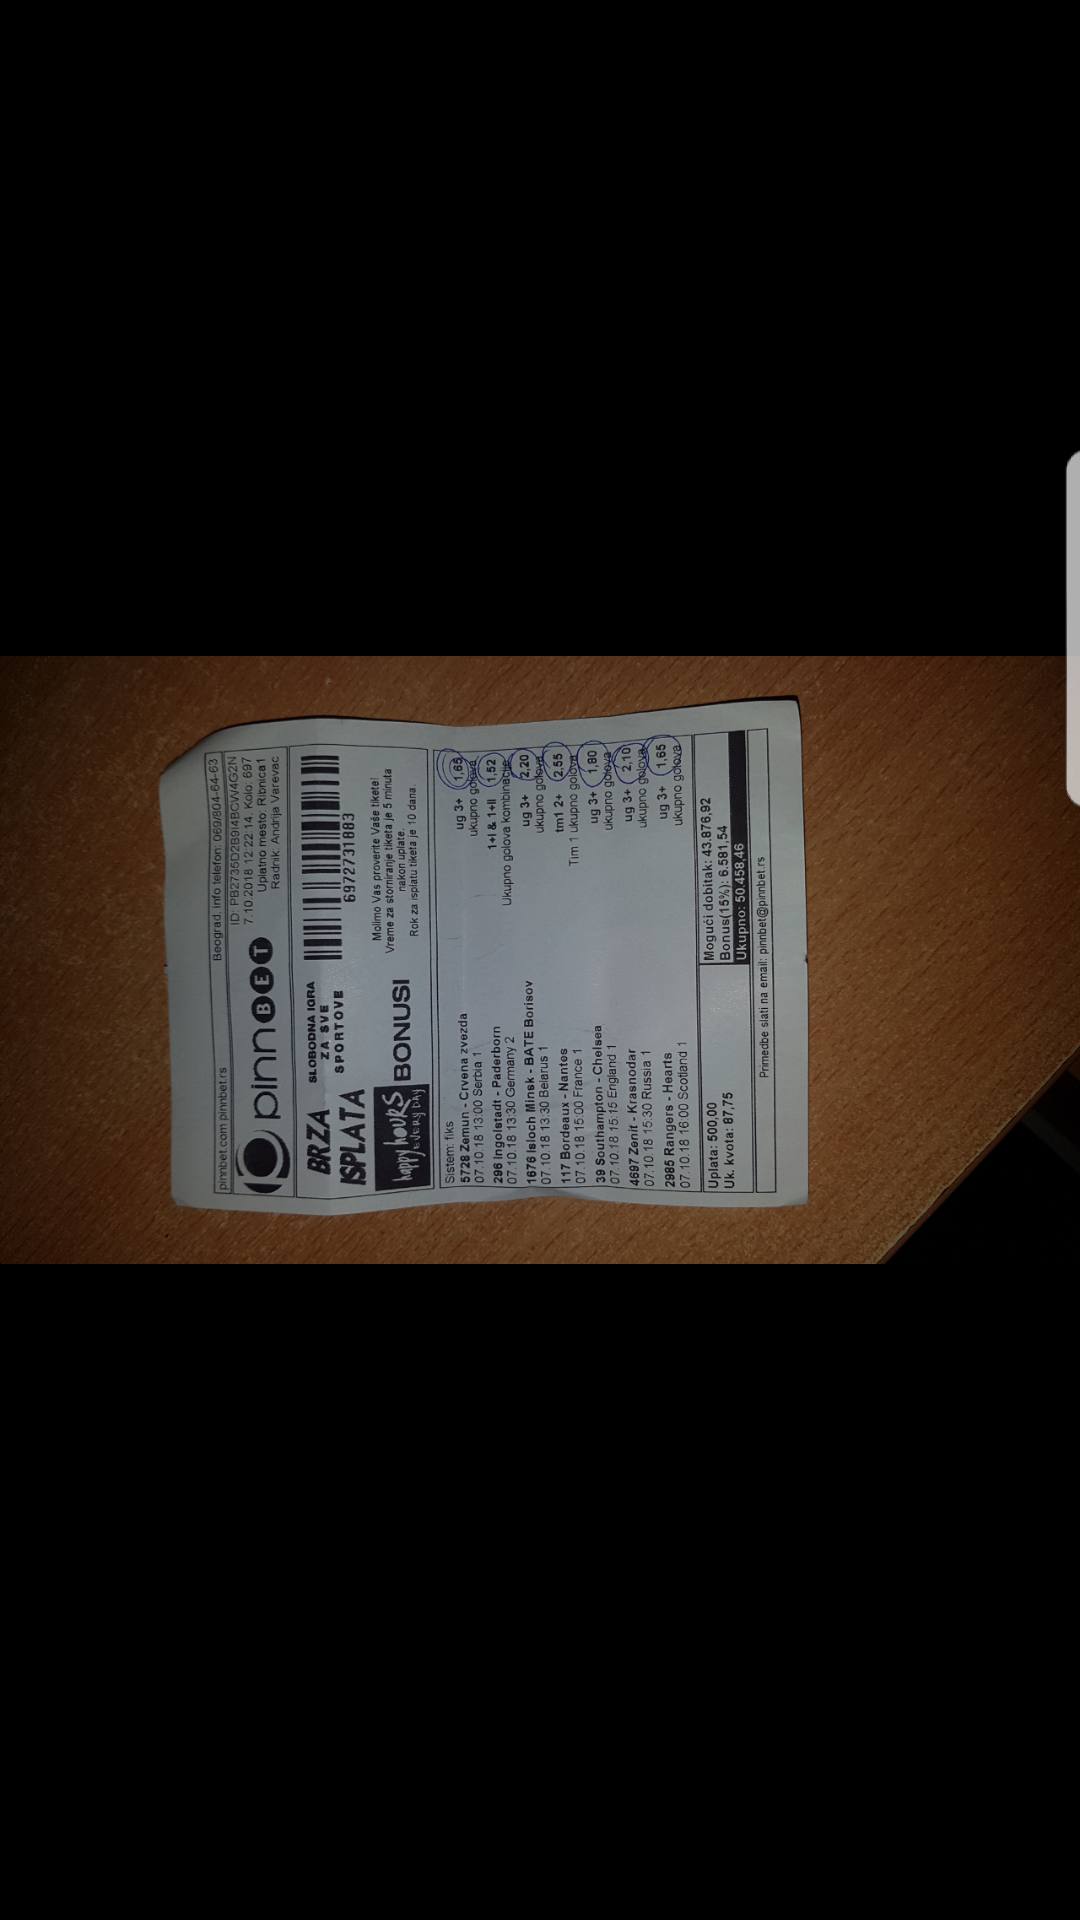 pinnbet.com pinnbet.rs Beograd, info telefon: 069/804-64-63
ID: PB2735D2B9I4BCW4G2N
7.10.2018 12:22:14, Kolo: 697
Uplatno mesto: Ribnica1
Radnik: Andrija Varevac
pinnBET
BRZA
ISPLATA
SLOBODNA IGRA
ZA SVE
SPORTOVE
6972731883
happy hours
EVERY DAY
BONUSI
Molimo Vas proverite Vaše tikete!
Vreme za storniranje tiketa je 5 minuta
nakon uplate.
Rok za isplatu tiketa je 10 dana.
Sistem: fiks
5728 Zemun - Crvena zvezda ug 3+ 1,65
07.10.18 13:00 Serbia 1 ukupno golova
296 Ingolstadt - Paderborn 1+I & 1+II 1,52
07.10.18 13:30 Germany 2 Ukupno golova kombinacije
1676 Isloch Minsk - BATE Borisov ug 3+ 2,20
07.10.18 13:30 Belarus 1 ukupno golova
117 Bordeaux - Nantes tm1 2+ 2,55
07.10.18 15:00 France 1 Tim 1 ukupno golova
39 Southampton - Chelsea ug 3+ 1,80
07.10.18 15:15 England 1 ukupno golova
4697 Zenit - Krasnodar ug 3+ 2,10
07.10.18 15:30 Russia 1 ukupno golova
2985 Rangers - Hearts ug 3+ 1,65
07.10.18 16:00 Scotland 1 ukupno golova
Uplata: 500,00 Mogući dobitak: 43.876,92
Uk. kvota: 87,75 Bonus(15%): 6.581,54
Ukupno: 50.458,46
Primedbe slati na email: pinnbet@pinnbet.rs